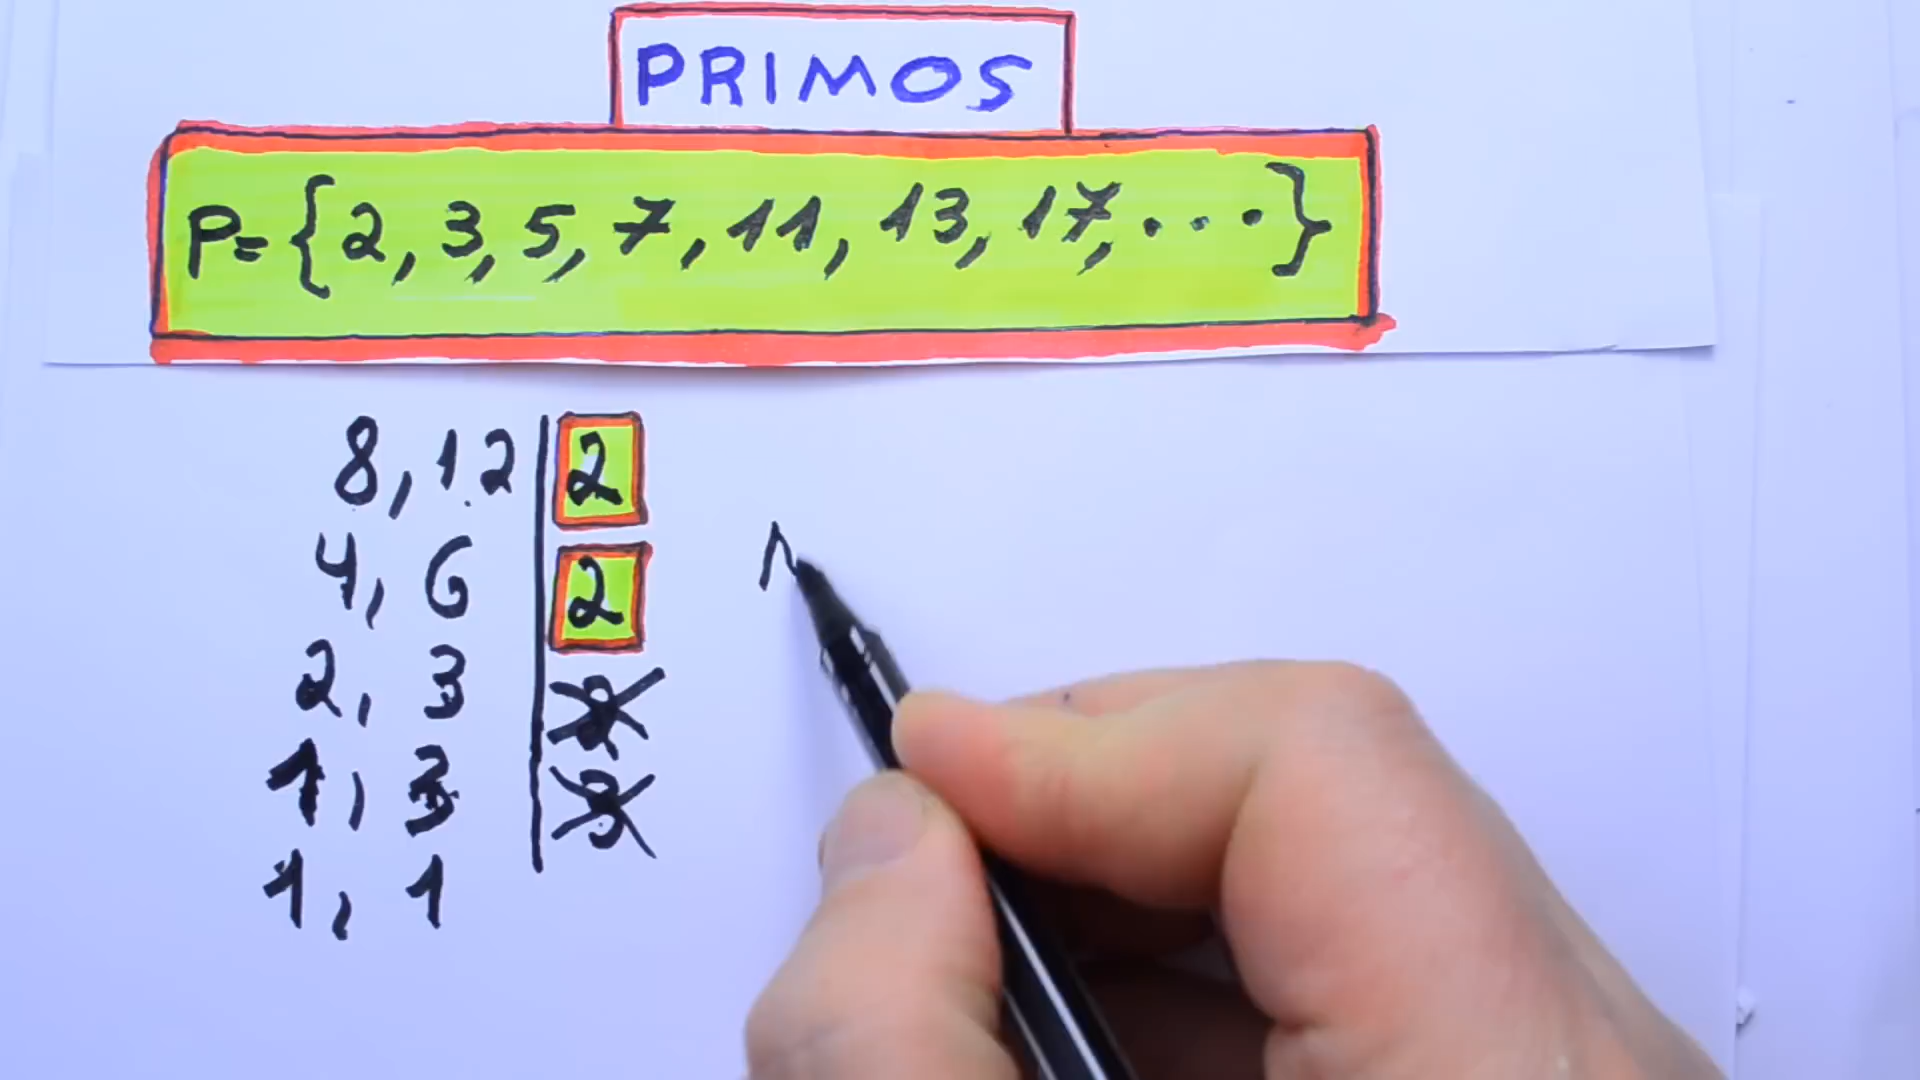 PRIMOS
P={2, 3, 5, 7, 11, 13, 17, ...}
8, 12 | 2
4, 6 | 2
2, 3 | 2
1, 3 | 3
1, 1